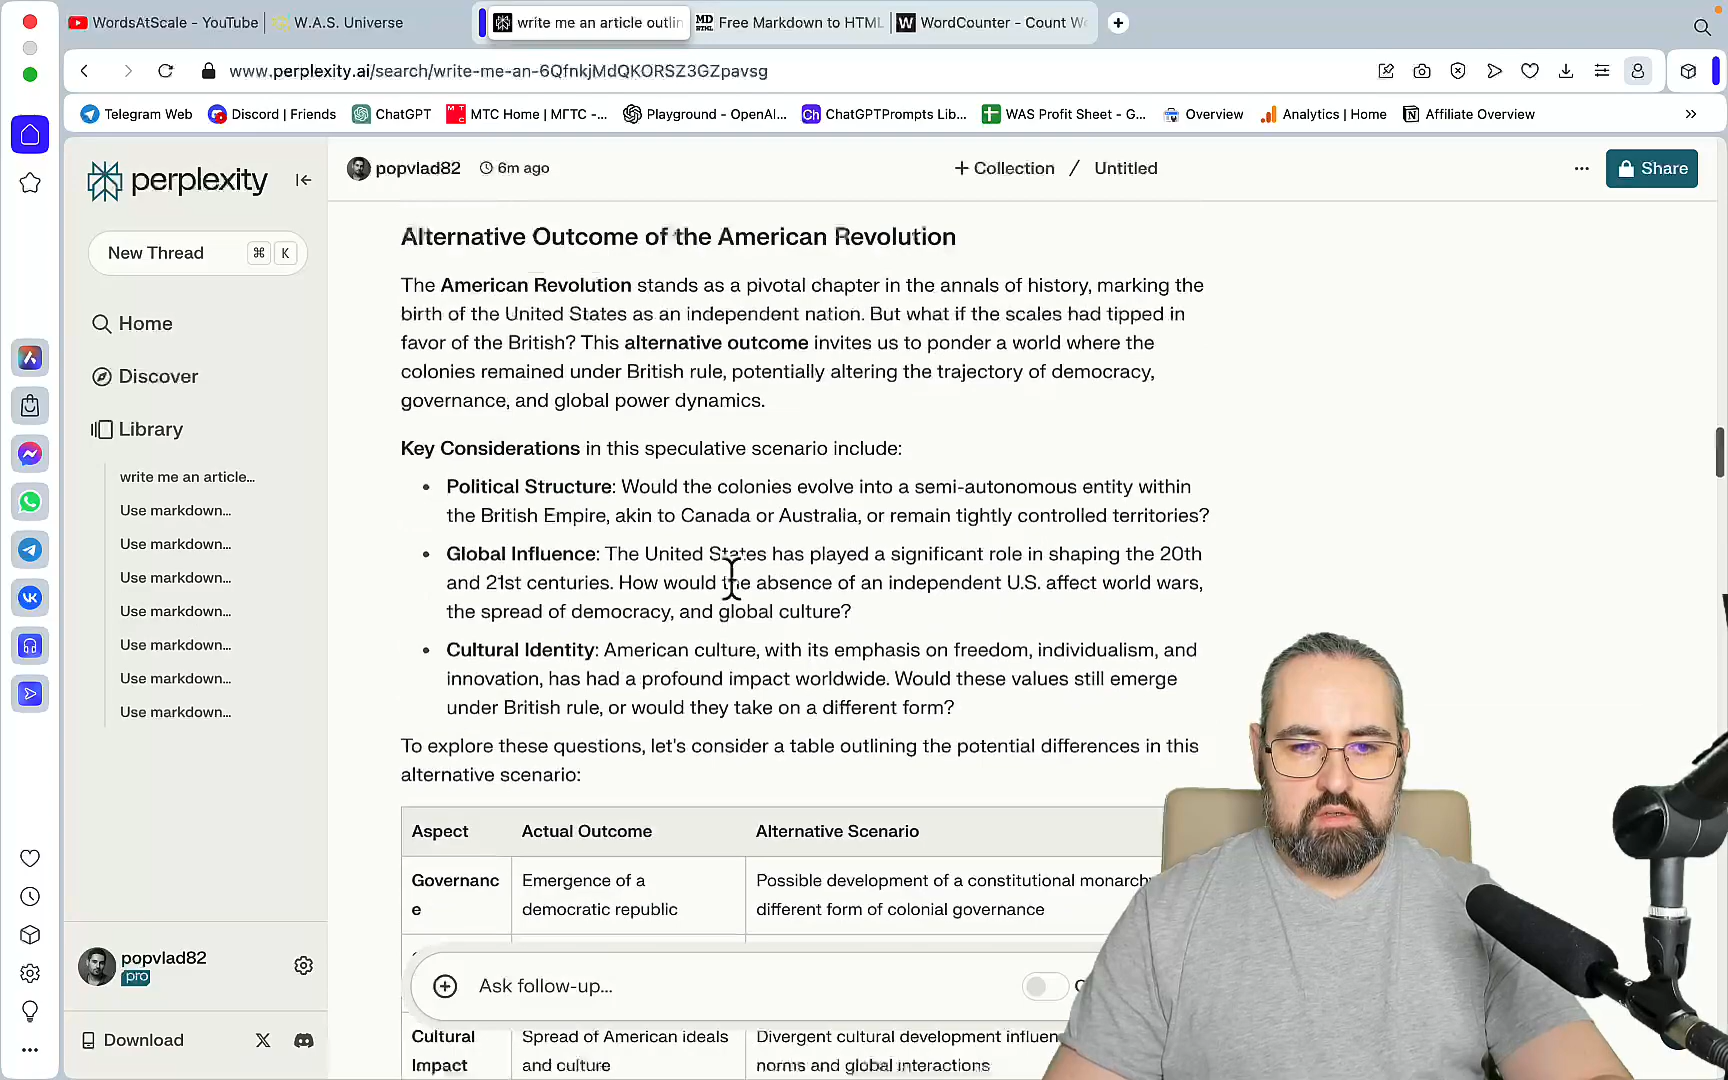 WordsAtScale - YouTube
W.A.S. Universe
write me an article outlin
MD
HTML
Free Markdown to HTML
W
WordCounter - Count Wo
www.perplexity.ai/search/write-me-an-6QfnkjMdQKORSZ3GZpavsg
Telegram Web
Discord | Friends
ChatGPT
МТС Home | МГТС -...
Playground - OpenAI...
Ch
ChatGPTPrompts Lib...
WAS Profit Sheet - G...
Overview
Analytics | Home
Affiliate Overview
perplexity
popvlad82
6m ago
+ Collection / Untitled
Share
New Thread
⌘ K
Home
Discover
Library
write me an article...
Use markdown...
Use markdown...
Use markdown...
Use markdown...
Use markdown...
Use markdown...
Use markdown...
popvlad82
pro
Download
Alternative Outcome of the American Revolution
The American Revolution stands as a pivotal chapter in the annals of history, marking the
birth of the United States as an independent nation. But what if the scales had tipped in
favor of the British? This alternative outcome invites us to ponder a world where the
colonies remained under British rule, potentially altering the trajectory of democracy,
governance, and global power dynamics.
Key Considerations in this speculative scenario include:
• Political Structure: Would the colonies evolve into a semi-autonomous entity within
the British Empire, akin to Canada or Australia, or remain tightly controlled territories?
• Global Influence: The United States has played a significant role in shaping the 20th
and 21st centuries. How would the absence of an independent U.S. affect world wars,
the spread of democracy, and global culture?
• Cultural Identity: American culture, with its emphasis on freedom, individualism, and
innovation, has had a profound impact worldwide. Would these values still emerge
under British rule, or would they take on a different form?
To explore these questions, let's consider a table outlining the potential differences in this
alternative scenario:
Aspect Actual Outcome Alternative Scenario
Governanc Emergence of a Possible development of a constitutional monarchy
e democratic republic different form of colonial governance
Ask follow-up...
Cultural Spread of American ideals Divergent cultural development influen
Impact and culture norms and global interactions